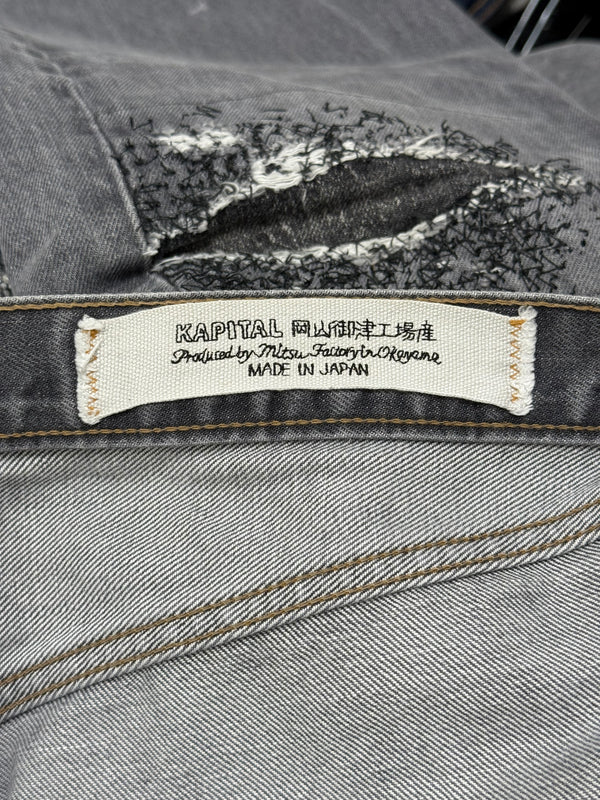 KAPITAL 岡山御津工場産
Produced by Mitsu Factory in Okayama
MADE IN JAPAN